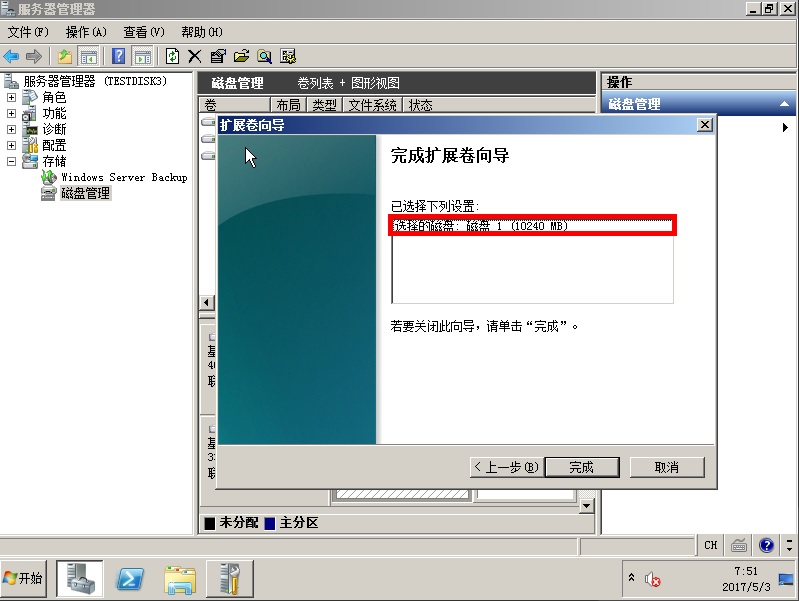 服务器管理器
文件(F) 操作(A) 查看(V) 帮助(H)
服务器管理器 (TESTDISK3)
角色
功能
诊断
配置
存储
Windows Server Backup
磁盘管理
磁盘管理 卷列表 + 图形视图
卷 布局 类型 文件系统 状态
操作
磁盘管理
扩展卷向导
完成扩展卷向导
已选择下列设置:
选择的磁盘: 磁盘 1 (10240 MB)
若要关闭此向导，请单击“完成”。
< 上一步(B) 完成 取消
未分配 主分区
CH
开始
7:51
2017/5/3